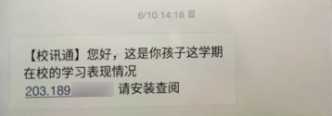 6/10 14:18
【校讯通】您好，这是你孩子这学期
在校的学习表现情况
203.189 请安装查阅